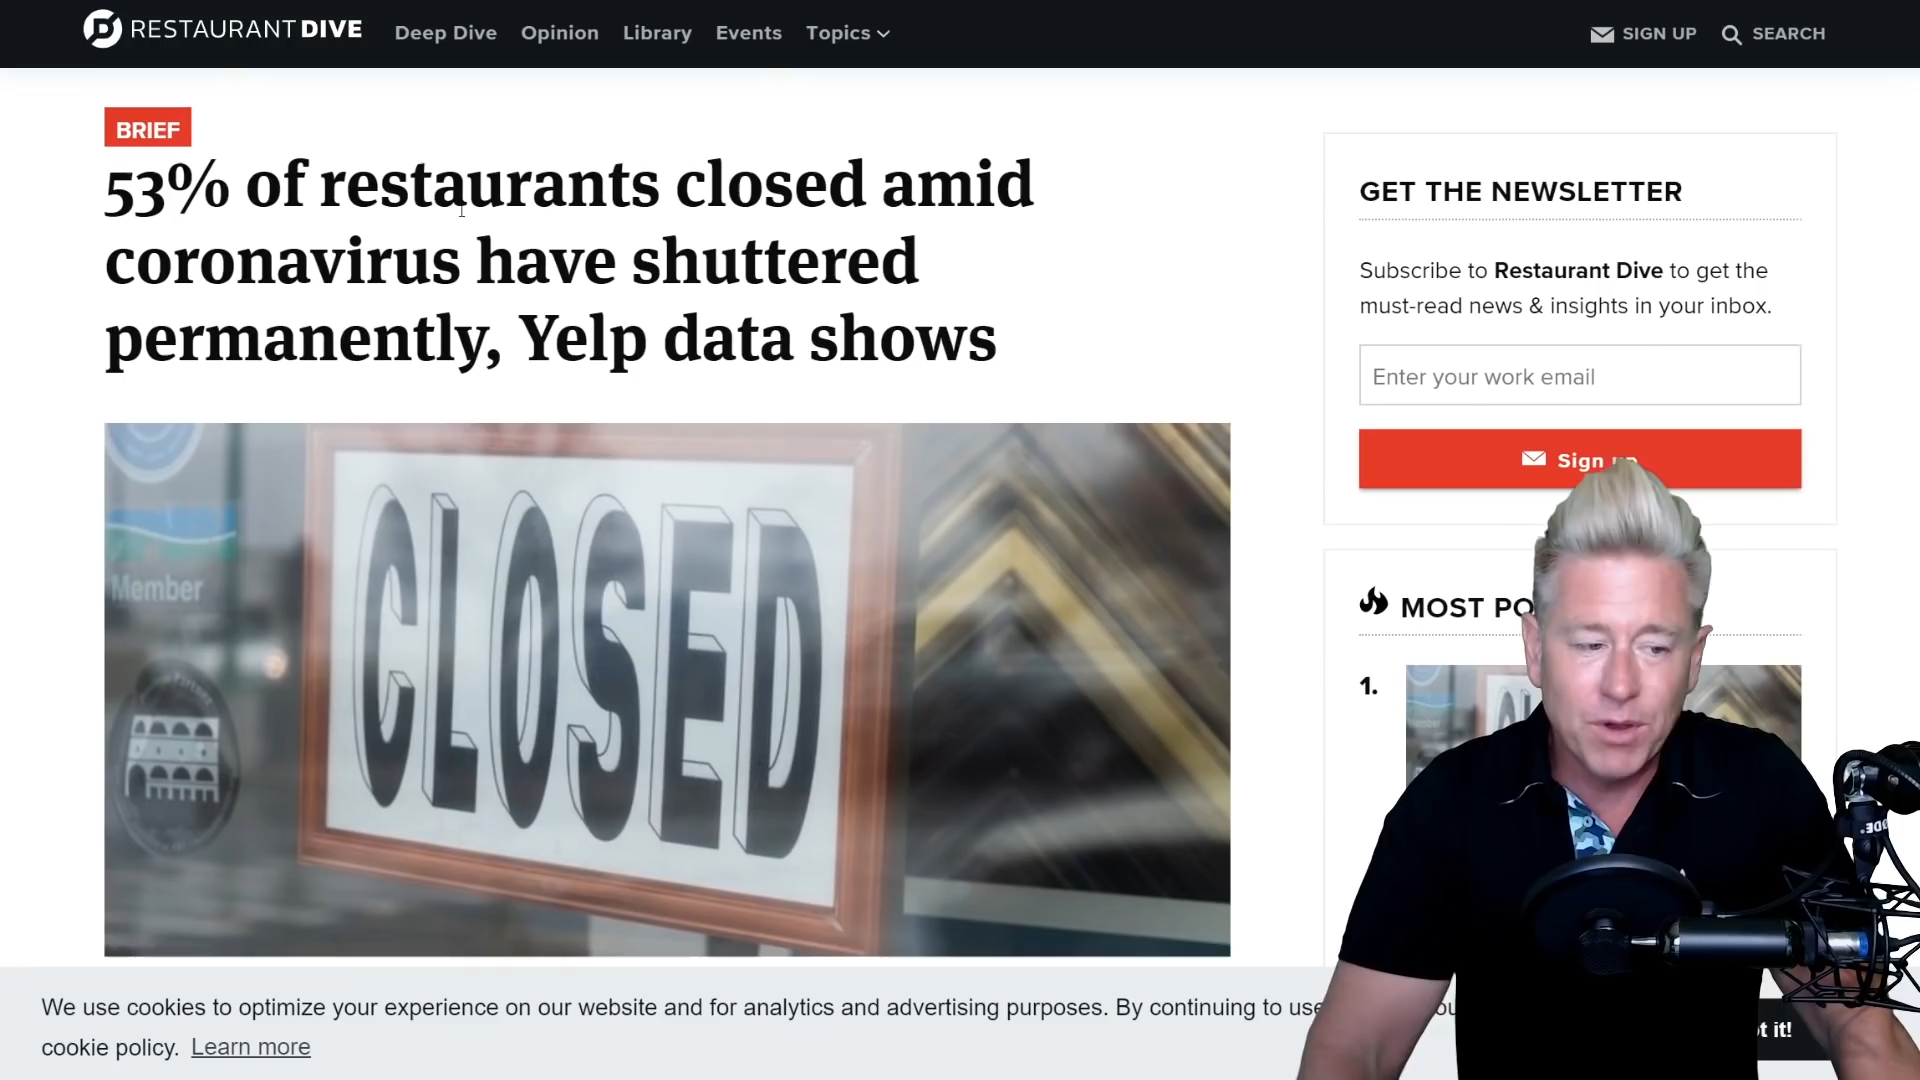 RESTAURANT DIVE
Deep Dive Opinion Library Events Topics
SIGN UP SEARCH
BRIEF
53% of restaurants closed amid
coronavirus have shuttered
permanently, Yelp data shows
GET THE NEWSLETTER
Subscribe to Restaurant Dive to get the
must-read news & insights in your inbox.
Enter your work email
Sign up
MOST
1.
CLOSED
Member
We use cookies to optimize your experience on our website and for analytics and advertising purposes. By continuing to use
cookie policy. Learn more
it!